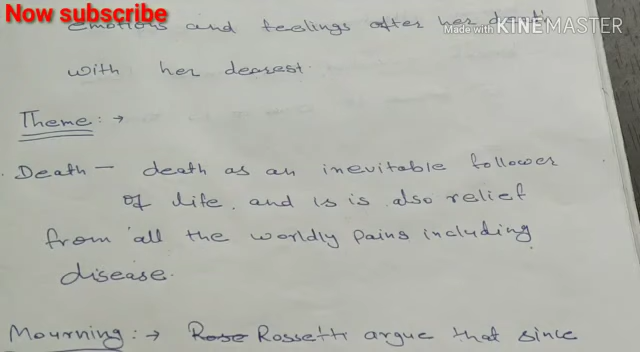 Now subscribe
emotions and feelings after her death
Made with KINEMASTER
with her dearest.
Theme: →
Death — death as an inevitable follower
of life. and is is also relief
from all the worldly pains including
disease.
Mourning: → Rose Rossetti argue that since